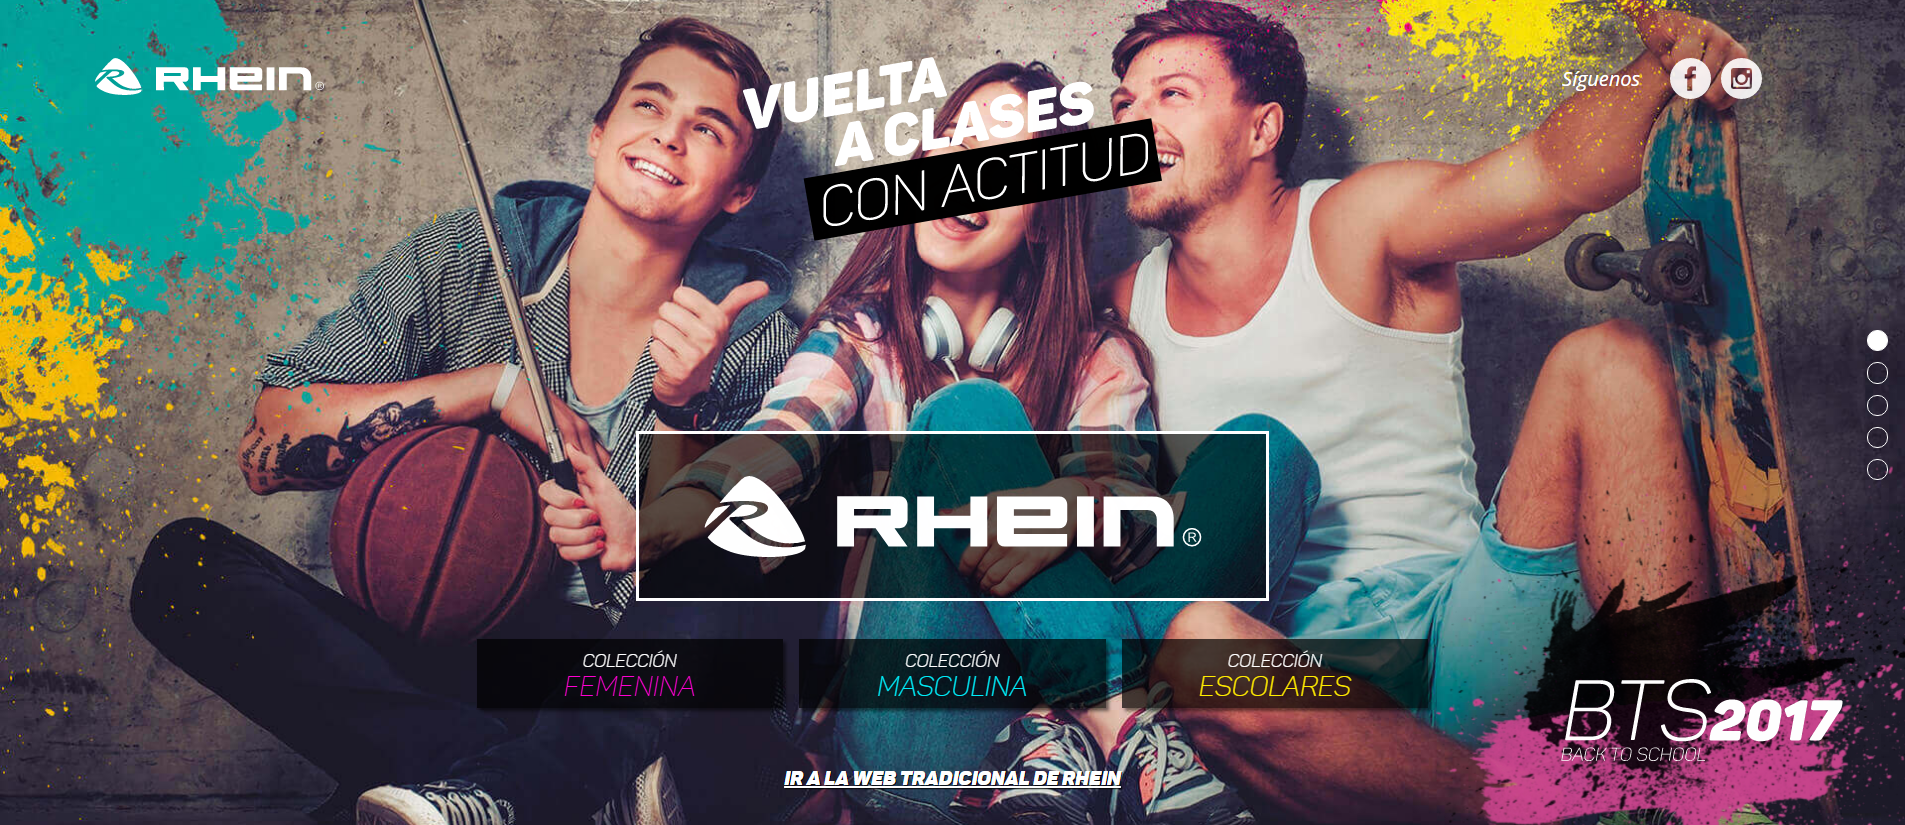 RHEIN®
VUELTA
A CLASES
CON ACTITUD
Síguenos
RHEIN®
COLECCIÓN
FEMENINA
COLECCIÓN
MASCULINA
COLECCIÓN
ESCOLARES
BTS2017
BACK TO SCHOOL
IR A LA WEB TRADICIONAL DE RHEIN